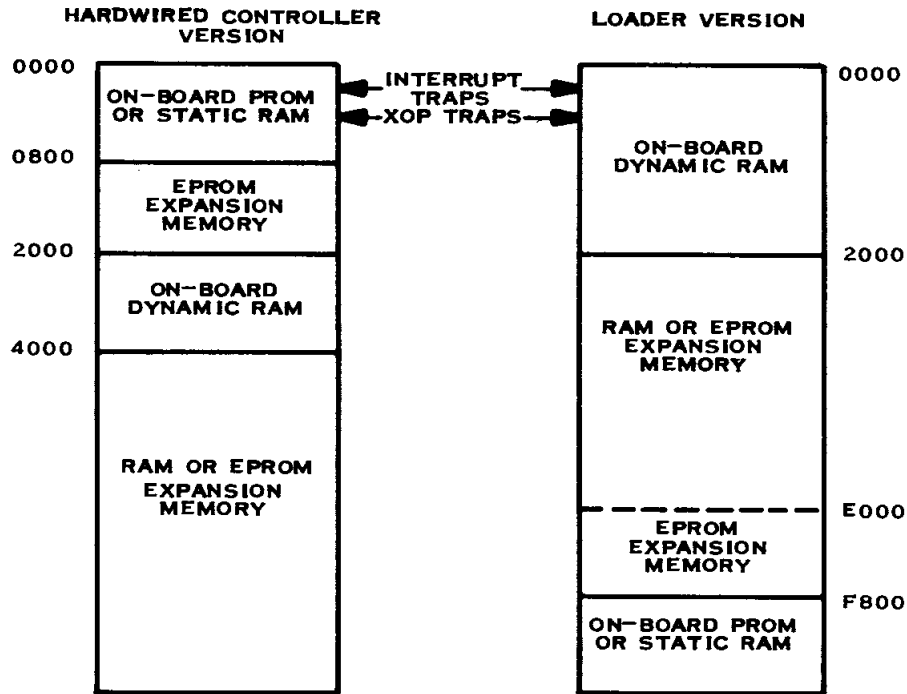 HARDWIRED CONTROLLER
VERSION
0000
ON-BOARD PROM
OR STATIC RAM
0800
EPROM
EXPANSION
MEMORY
2000
ON-BOARD
DYNAMIC RAM
4000
RAM OR EPROM
EXPANSION
MEMORY
INTERRUPT
TRAPS
XOP TRAPS
LOADER VERSION
0000
ON-BOARD
DYNAMIC RAM
2000
RAM OR EPROM
EXPANSION
MEMORY
E000
EPROM
EXPANSION
MEMORY
F800
ON-BOARD PROM
OR STATIC RAM